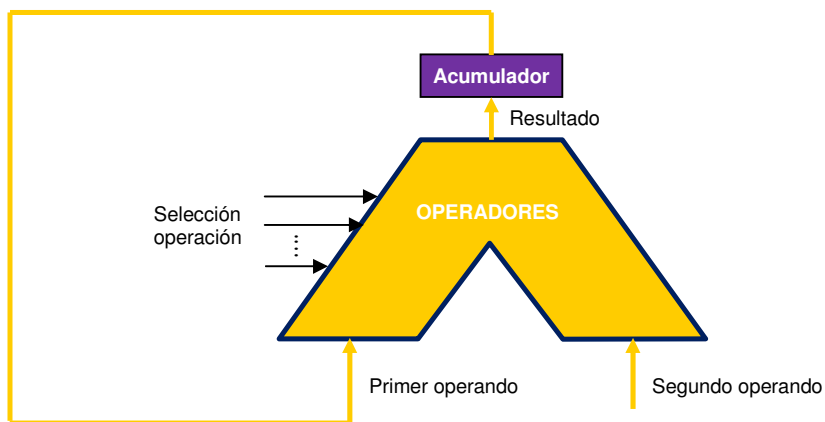 Acumulador
Resultado
OPERADORES
Selección
operación
Primer operando
Segundo operando